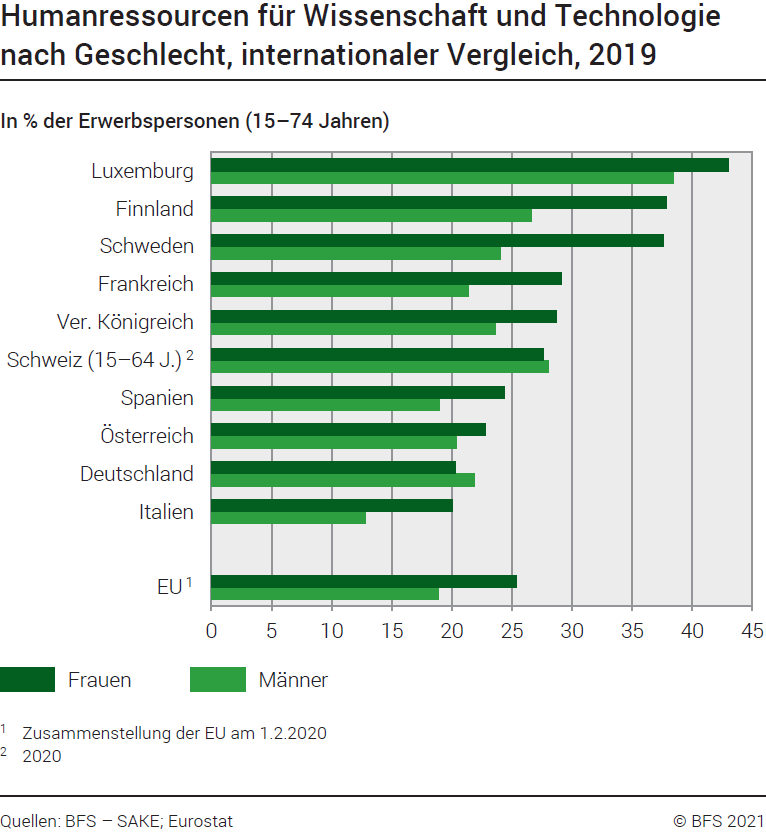 Humanressourcen für Wissenschaft und Technologie
nach Geschlecht, internationaler Vergleich, 2019
In % der Erwerbspersonen (15–74 Jahren)
Luxemburg
Finnland
Schweden
Frankreich
Ver. Königreich
Schweiz (15–64 J.) 2
Spanien
Österreich
Deutschland
Italien
EU 1
0 5 10 15 20 25 30 35 40 45
Frauen Männer
1 Zusammenstellung der EU am 1.2.2020
2 2020
Quellen: BFS – SAKE; Eurostat © BFS 2021